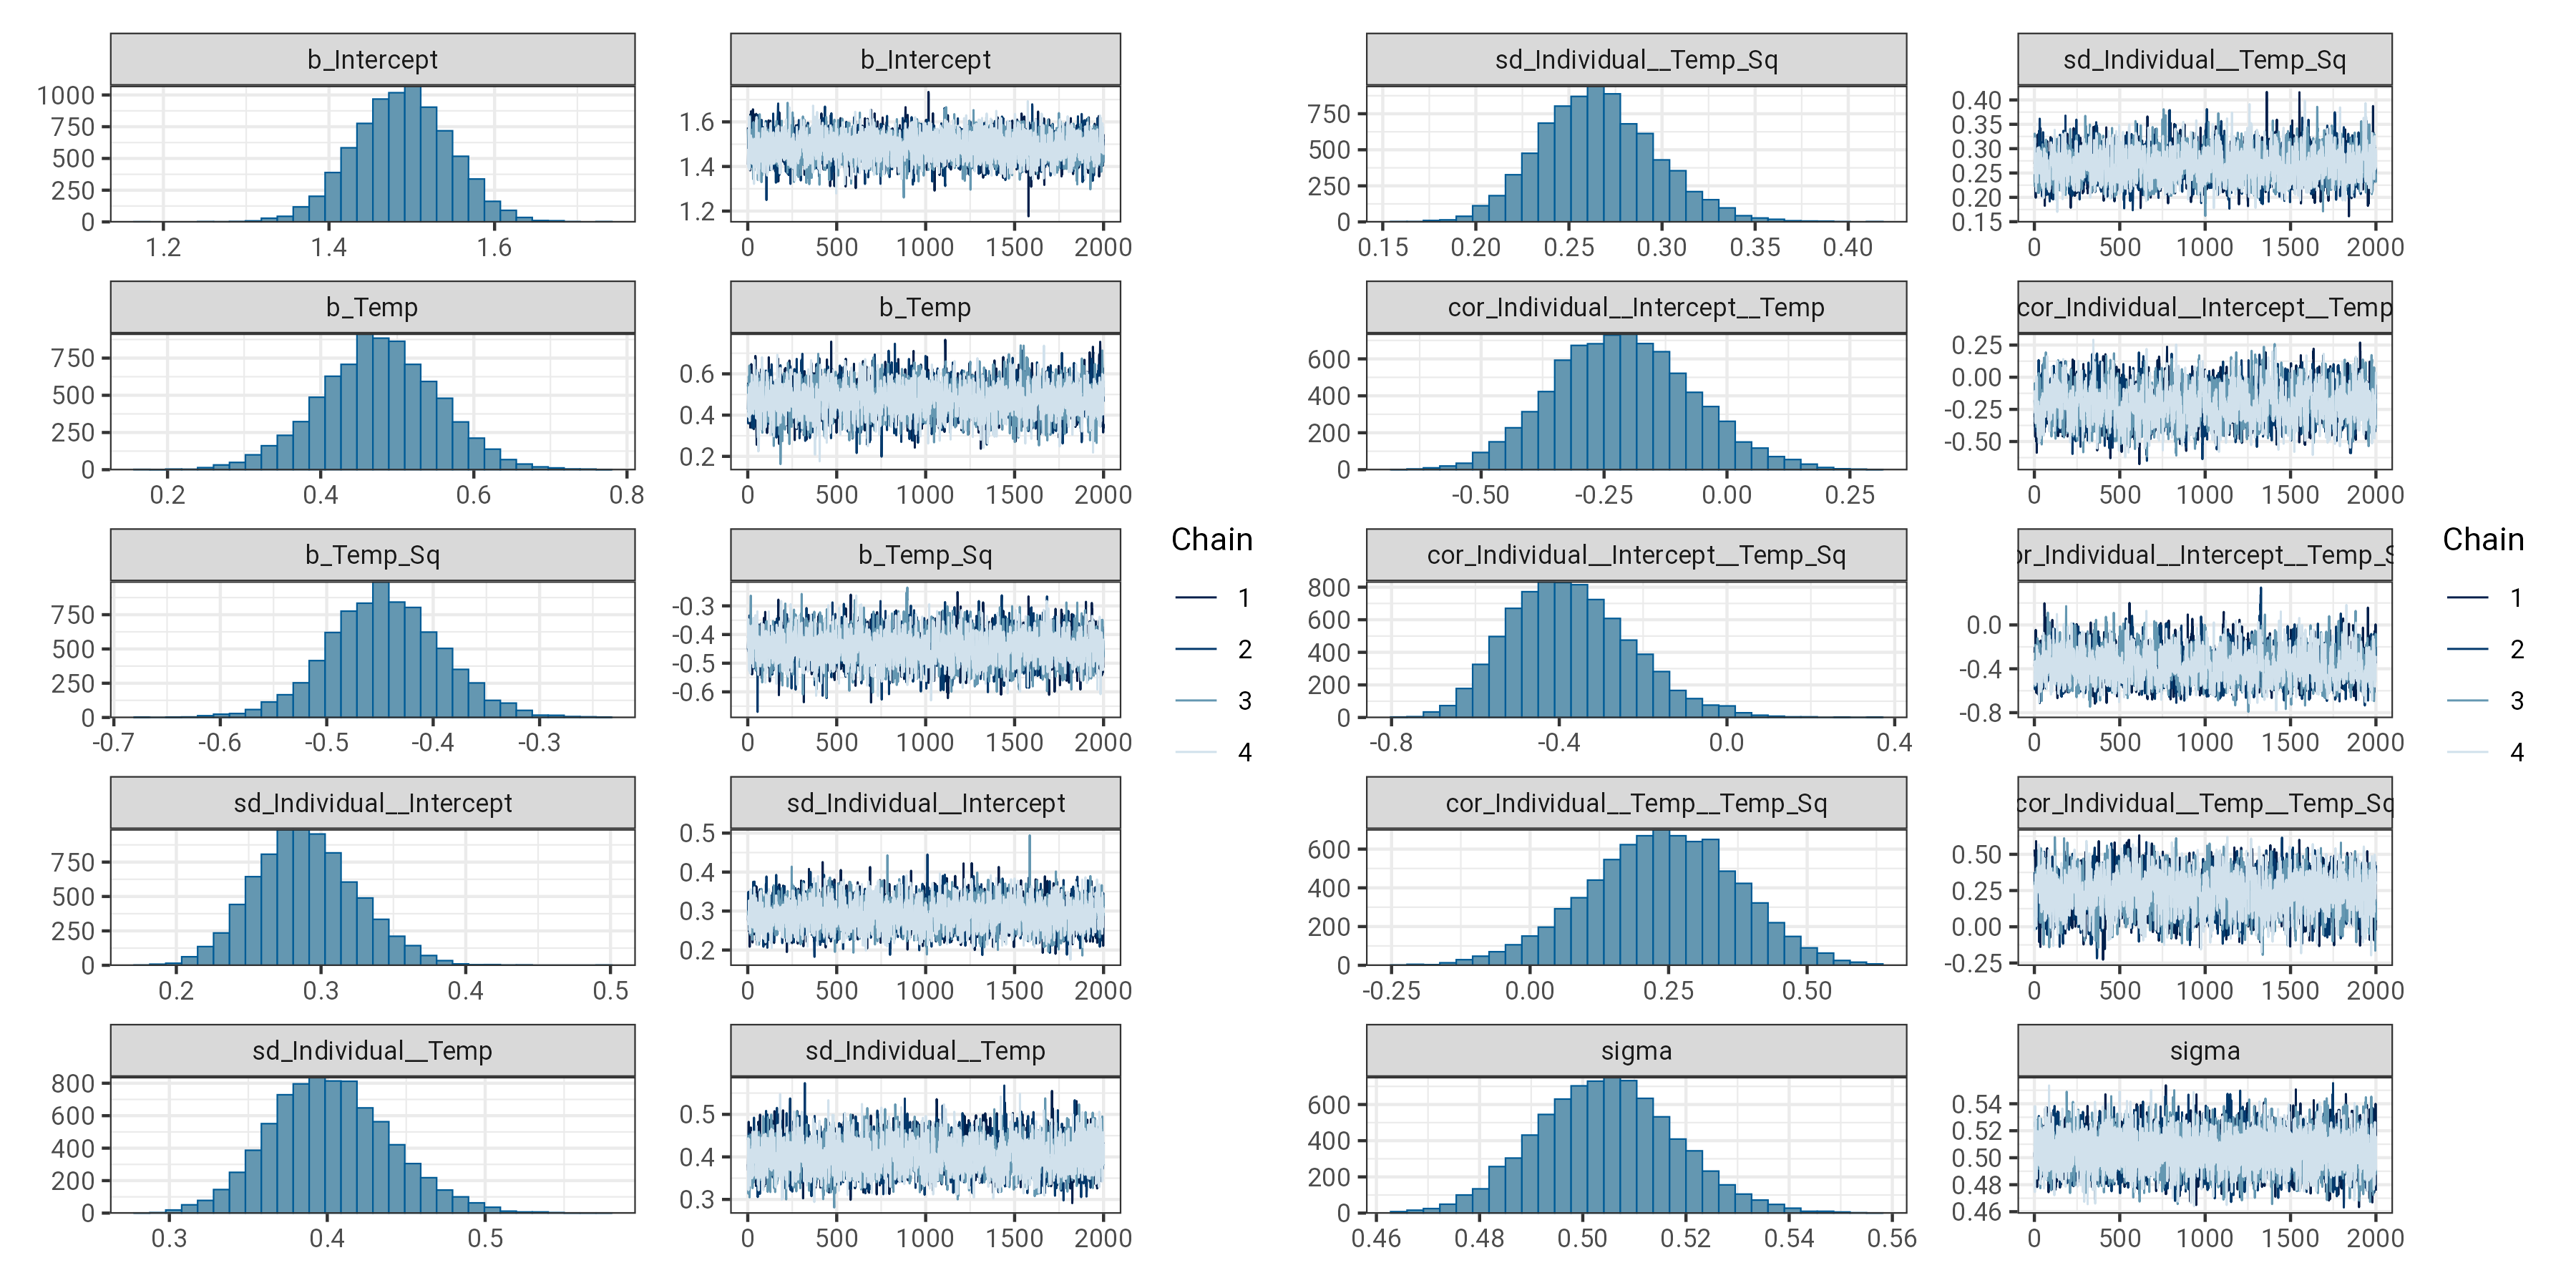 b_Intercept
1000
750
500
250
0
1.2 1.4 1.6
b_Intercept
1.6
1.4
1.2
0 500 1000 1500 2000
b_Temp
750
500
250
0
0.2 0.4 0.6 0.8
b_Temp
0.6
0.4
0.2
0 500 1000 1500 2000
b_Temp_Sq
750
500
250
0
-0.7 -0.6 -0.5 -0.4 -0.3
b_Temp_Sq
-0.3
-0.4
-0.5
-0.6
0 500 1000 1500 2000
sd_Individual__Intercept
750
500
250
0
0.2 0.3 0.4 0.5
sd_Individual__Intercept
0.5
0.4
0.3
0.2
0 500 1000 1500 2000
sd_Individual__Temp
800
600
400
200
0
0.3 0.4 0.5
sd_Individual__Temp
0.5
0.4
0.3
0 500 1000 1500 2000
Chain
1
2
3
4
sd_Individual__Temp_Sq
750
500
250
0
0.15 0.20 0.25 0.30 0.35 0.40
sd_Individual__Temp_Sq
0.40
0.35
0.30
0.25
0.20
0.15
0 500 1000 1500 2000
cor_Individual__Intercept__Temp
600
400
200
0
-0.50 -0.25 0.00 0.25
cor_Individual__Intercept__Temp
0.25
0.00
-0.25
-0.50
0 500 1000 1500 2000
cor_Individual__Intercept__Temp_Sq
800
600
400
200
0
-0.8 -0.4 0.0 0.4
or_Individual__Intercept__Temp_S
0.0
-0.4
-0.8
0 500 1000 1500 2000
cor_Individual__Temp__Temp_Sq
600
400
200
0
-0.25 0.00 0.25 0.50
cor_Individual__Temp__Temp_Sq
0.50
0.25
0.00
-0.25
0 500 1000 1500 2000
sigma
600
400
200
0
0.46 0.48 0.50 0.52 0.54 0.56
sigma
0.54
0.52
0.50
0.48
0.46
0 500 1000 1500 2000
Chain
1
2
3
4